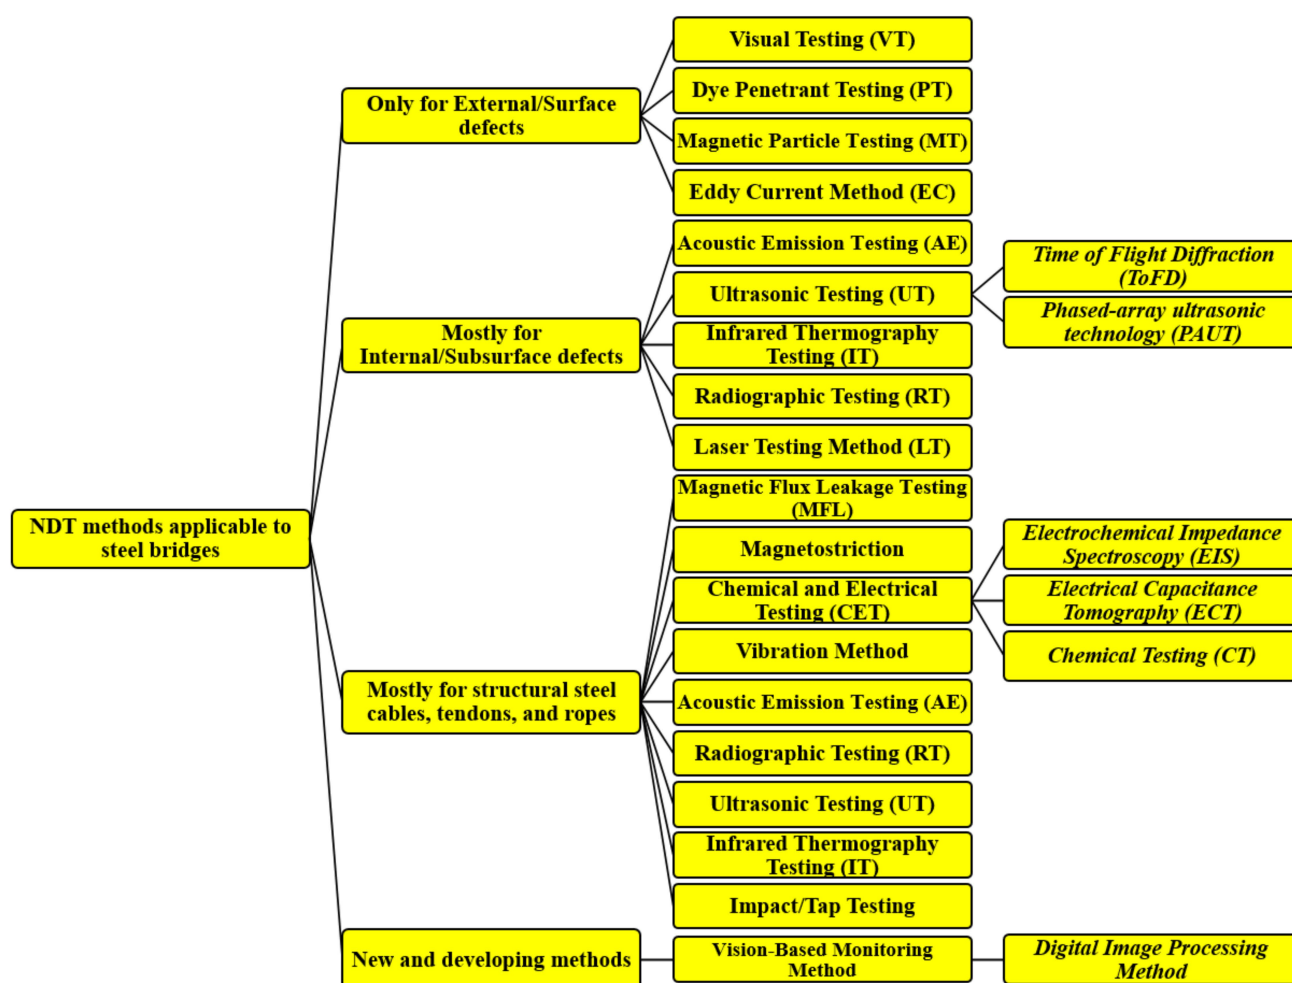 NDT methods applicable to
steel bridges
Only for External/Surface
defects
Visual Testing (VT)
Dye Penetrant Testing (PT)
Magnetic Particle Testing (MT)
Eddy Current Method (EC)
Mostly for
Internal/Subsurface defects
Acoustic Emission Testing (AE)
Ultrasonic Testing (UT)
Time of Flight Diffraction
(ToFD)
Phased-array ultrasonic
technology (PAUT)
Infrared Thermography
Testing (IT)
Radiographic Testing (RT)
Laser Testing Method (LT)
Mostly for structural steel
cables, tendons, and ropes
Magnetic Flux Leakage Testing
(MFL)
Magnetostriction
Chemical and Electrical
Testing (CET)
Electrochemical Impedance
Spectroscopy (EIS)
Electrical Capacitance
Tomography (ECT)
Chemical Testing (CT)
Vibration Method
Acoustic Emission Testing (AE)
Radiographic Testing (RT)
Ultrasonic Testing (UT)
Infrared Thermography
Testing (IT)
Impact/Tap Testing
New and developing methods
Vision-Based Monitoring
Method
Digital Image Processing
Method